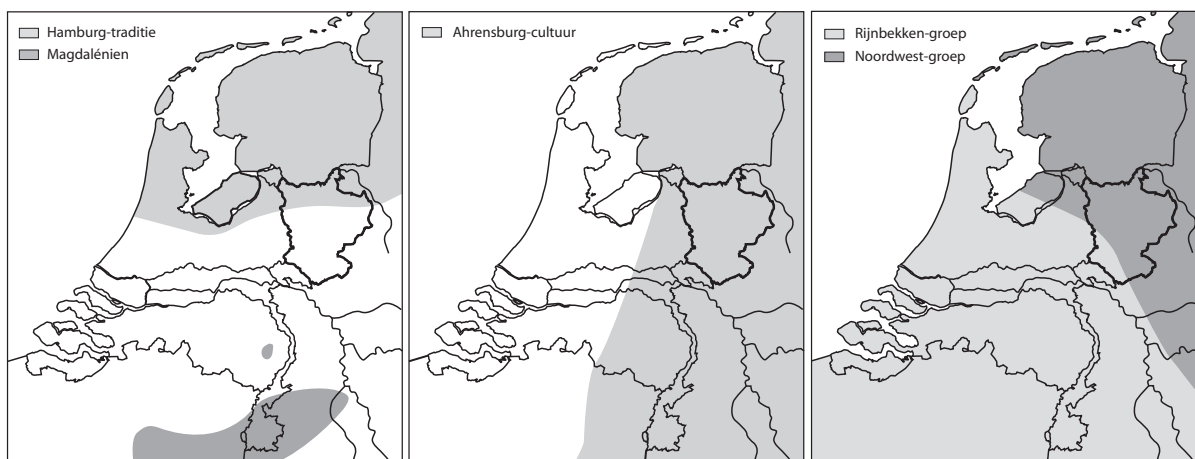 Hamburg-traditie
Magdalénien
Ahrensburg-cultuur
Rijnbekken-groep
Noordwest-groep